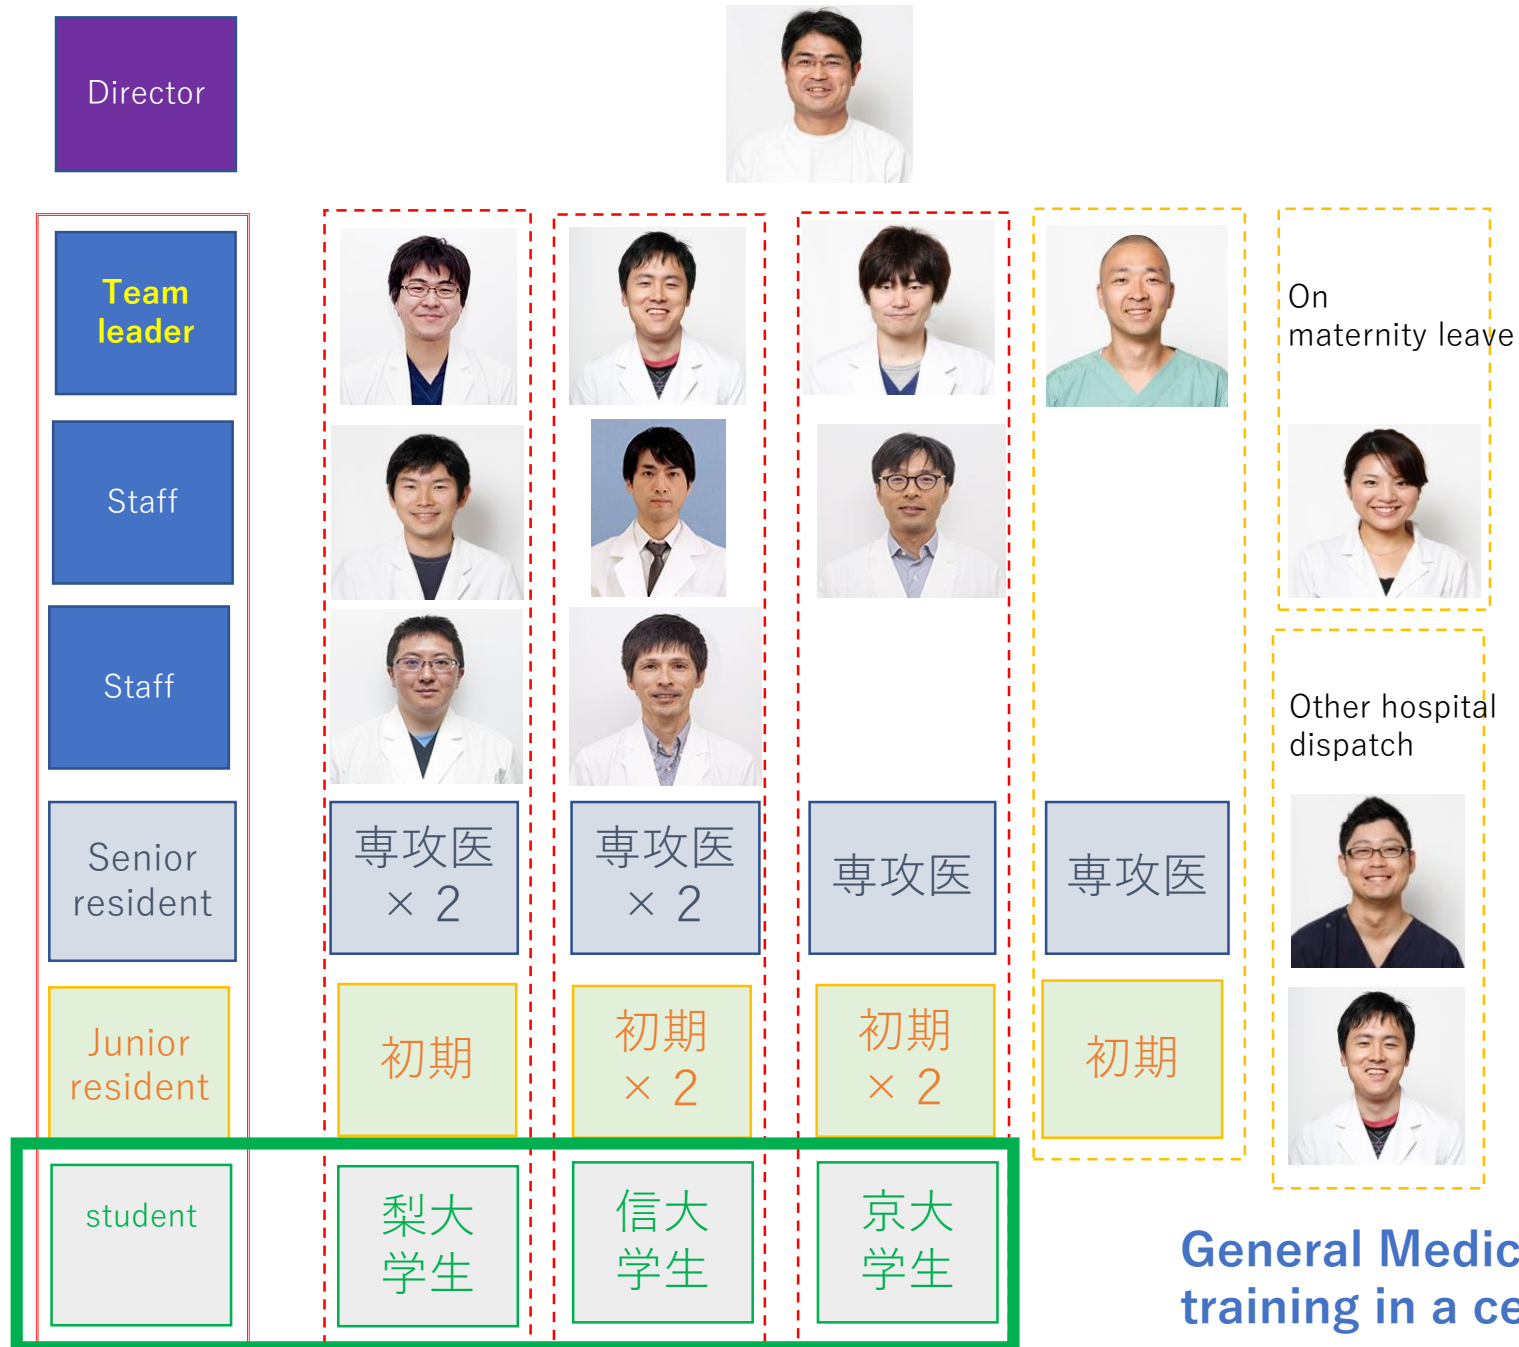 Director
Team
leader
On
maternity leave
Staff
Staff
Other hospital
dispatch
Senior
resident
専攻医
× 2
専攻医
× 2
専攻医
専攻医
Junior
resident
初期
初期
× 2
初期
× 2
初期
student
梨大
学生
信大
学生
京大
学生
General Medic
training in a ce